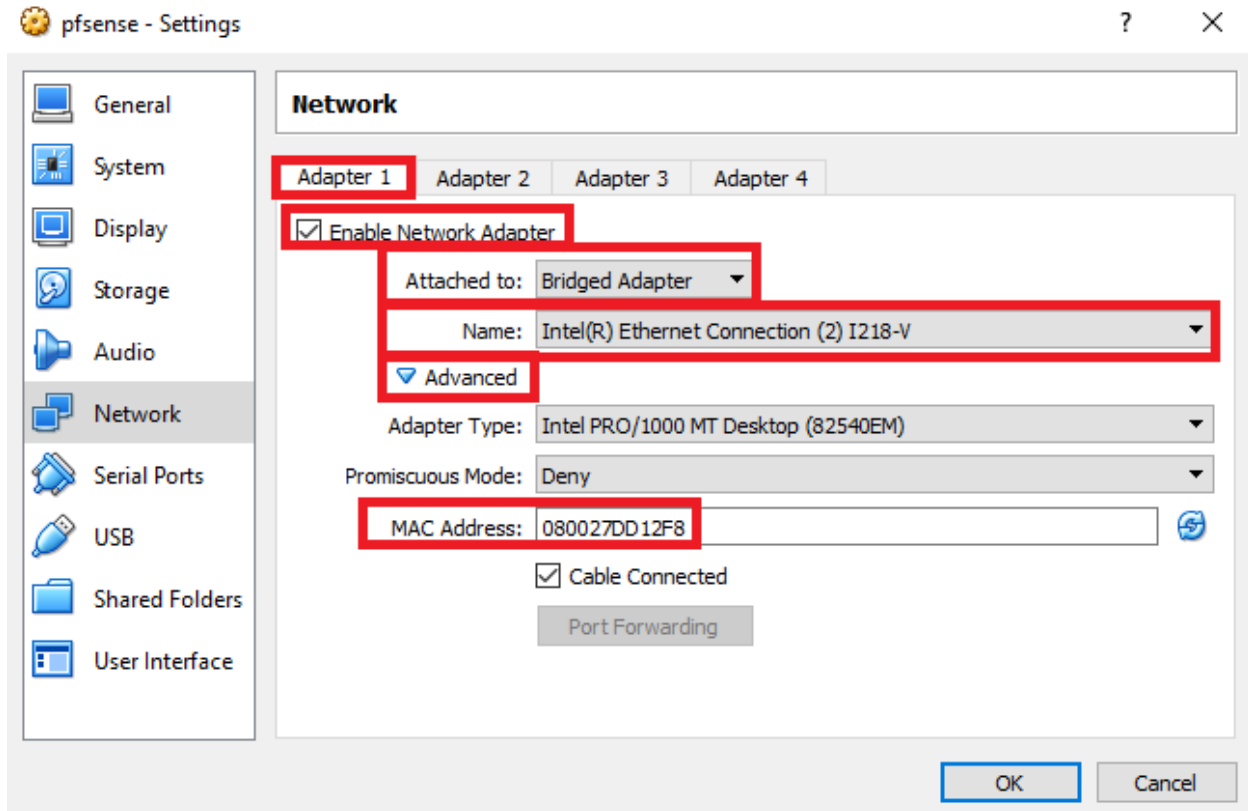 pfsense - Settings
?
General
System
Display
Storage
Audio
Network
Serial Ports
USB
Shared Folders
User Interface
Network
Adapter 1 Adapter 2 Adapter 3 Adapter 4
Enable Network Adapter
Attached to: Bridged Adapter
Name: Intel(R) Ethernet Connection (2) I218-V
Advanced
Adapter Type: Intel PRO/1000 MT Desktop (82540EM)
Promiscuous Mode: Deny
MAC Address: 080027DD12F8
Cable Connected
Port Forwarding
OK Cancel